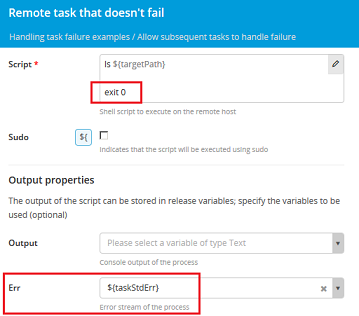 Remote task that doesn't fail
Handling task failure examples / Allow subsequent tasks to handle failure
Script *
ls ${targetPath}
exit 0
Shell script to execute on the remote host
Sudo
${
Indicates that the script will be executed using sudo
Output properties
The output of the script can be stored in release variables; specify the variables to be
used (optional)
Output
Please select a variable of type Text
Console output of the process
Err
${taskStdErr}
Error stream of the process